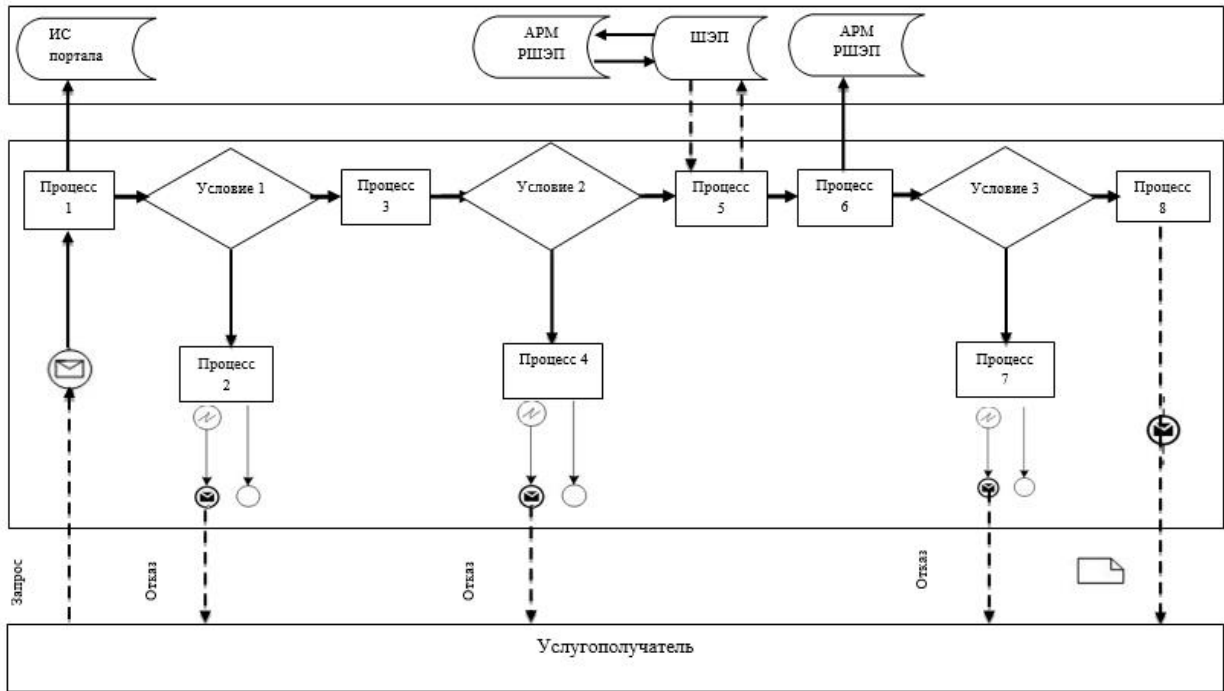 ИС
портала
АРМ
РШЭП
ШЭП
АРМ
РШЭП
Процесс
1
Условие 1
Процесс
3
Условие 2
Процесс
5
Процесс
6
Условие 3
Процесс
8
Процесс
2
Процесс 4
Процесс
7
Запрос
Отказ
Отказ
Отказ
Услугополучатель